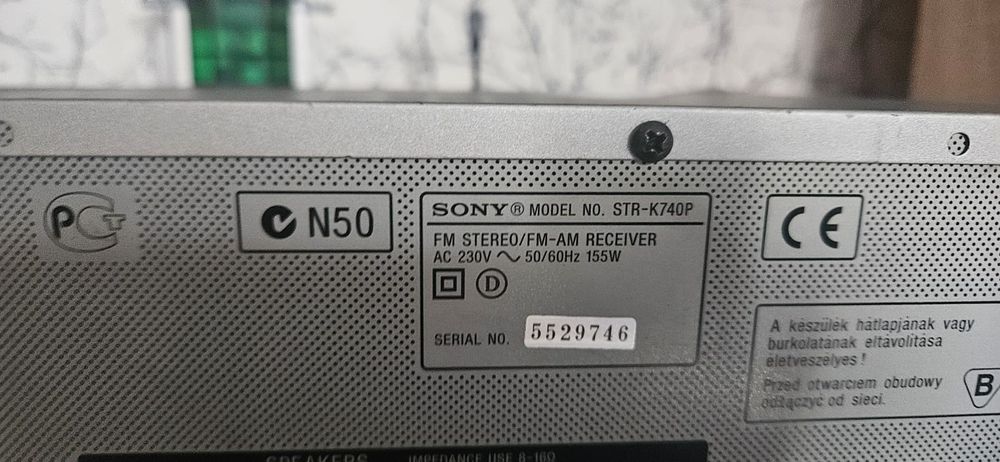 PCT
N50
SONY® MODEL NO. STR-K740P
FM STEREO/FM-AM RECEIVER
AC 230V ~ 50/60Hz 155W
D
SERIAL NO. 5529746
CE
A készülék hátlapjának vagy
burkolatának eltávolítása
életveszélyes!
Przed otwarciem obudowy
odłączyć od sieci.
B
SPEAKERS IMPEDANCE USE 8-16Ω